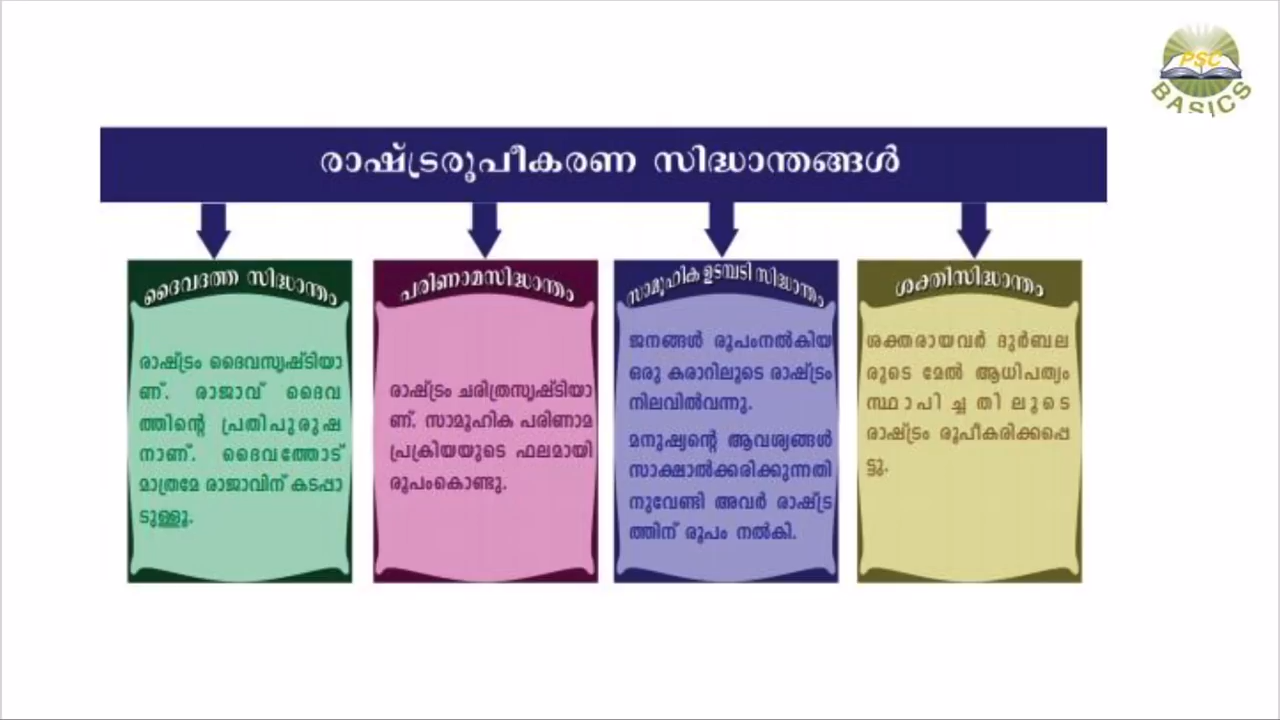 PSC
BASICS
രാഷ്ട്രരൂപീകരണ സിദ്ധാന്തങ്ങൾ
ദൈവദത്ത സിദ്ധാന്തം
രാഷ്ട്രം ദൈവസൃഷ്ടിയാ
ണ്. രാജാവ് ദൈവ
ത്തിന്റെ പ്രതിപുരുഷ
നാണ്. ദൈവത്തോട്
മാത്രമേ രാജാവിന് കടപ്പാ
ടുള്ളൂ.
പരിണാമസിദ്ധാന്തം
രാഷ്ട്രം ചരിത്രസൃഷ്ടിയാ
ണ്. സാമൂഹിക പരിണാമ
പ്രക്രിയയുടെ ഫലമായി
രൂപംകൊണ്ടു.
സാമൂഹിക ഉടമ്പടി സിദ്ധാന്തം
ജനങ്ങൾ രൂപംനൽകിയ
ഒരു കരാറിലൂടെ രാഷ്ട്രം
നിലവിൽവന്നു.
മനുഷ്യന്റെ ആവശ്യങ്ങൾ
സാക്ഷാൽക്കരിക്കുന്നതി
നുവേണ്ടി അവർ രാഷ്ട്ര
ത്തിന് രൂപം നൽകി.
ശക്തിസിദ്ധാന്തം
ശക്തരായവർ ദുർബല
രുടെ മേൽ ആധിപത്യം
സ്ഥാപിച്ചതിലൂടെ
രാഷ്ട്രം രൂപീകരിക്കപ്പെ
ട്ടു.